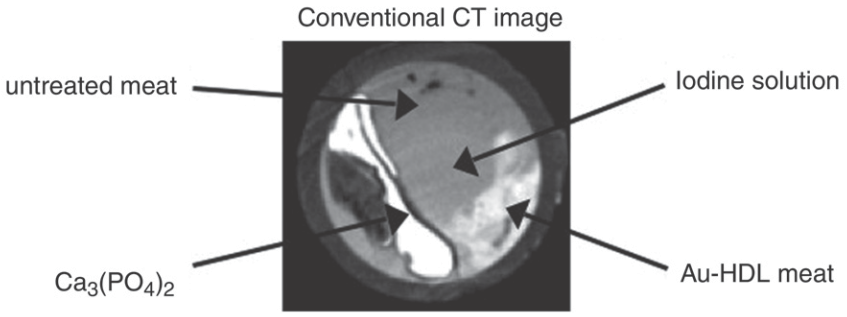 Conventional CT image
untreated meat
Iodine solution
Ca3(PO4)2
Au-HDL meat